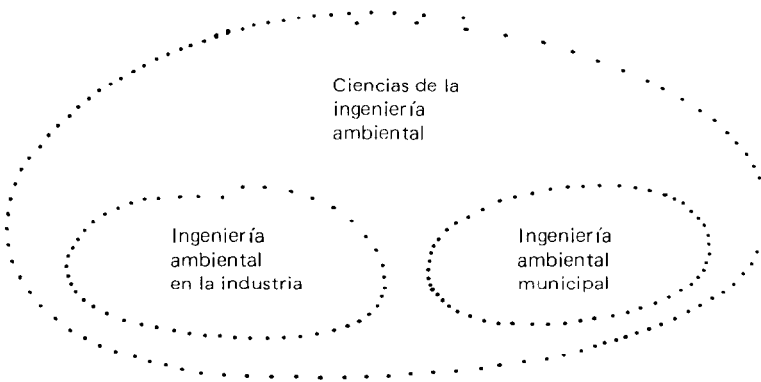 Ciencias de la
ingeniería
ambiental
Ingeniería
ambiental
en la industria
Ingeniería
ambiental
municipal